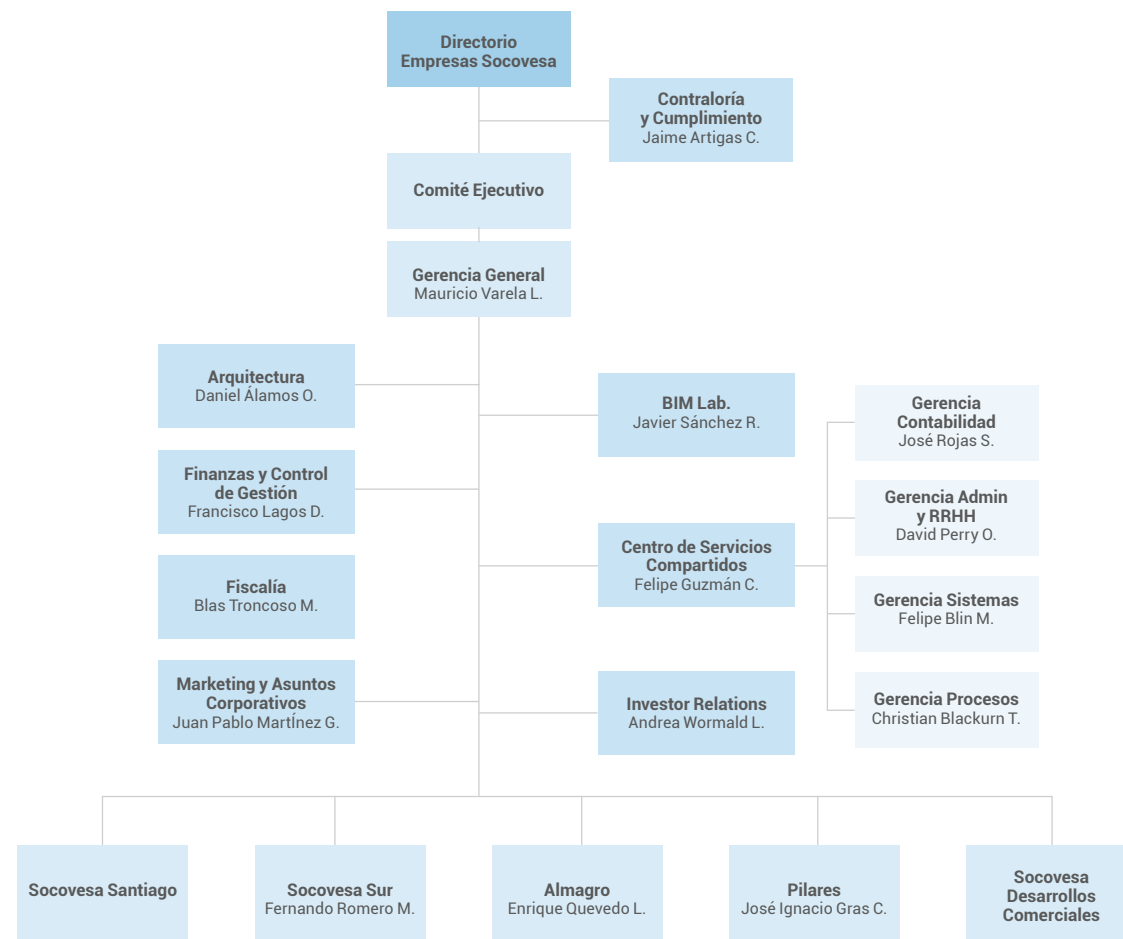 Directorio
Empresas Socovesa
Contraloría
y Cumplimiento
Jaime Artigas C.
Comité Ejecutivo
Gerencia General
Mauricio Varela L.
Arquitectura
Daniel Álamos O.
BIM Lab.
Javier Sánchez R.
Gerencia
Contabilidad
José Rojas S.
Finanzas y Control
de Gestión
Francisco Lagos D.
Gerencia Admin
y RRHH
David Perry O.
Centro de Servicios
Compartidos
Felipe Guzmán C.
Fiscalía
Blas Troncoso M.
Gerencia Sistemas
Felipe Blin M.
Marketing y Asuntos
Corporativos
Juan Pablo Martínez G.
Investor Relations
Andrea Wormald L.
Gerencia Procesos
Christian Blackurn T.
Socovesa Santiago
Socovesa Sur
Fernando Romero M.
Almagro
Enrique Quevedo L.
Pilares
José Ignacio Gras C.
Socovesa
Desarrollos
Comerciales